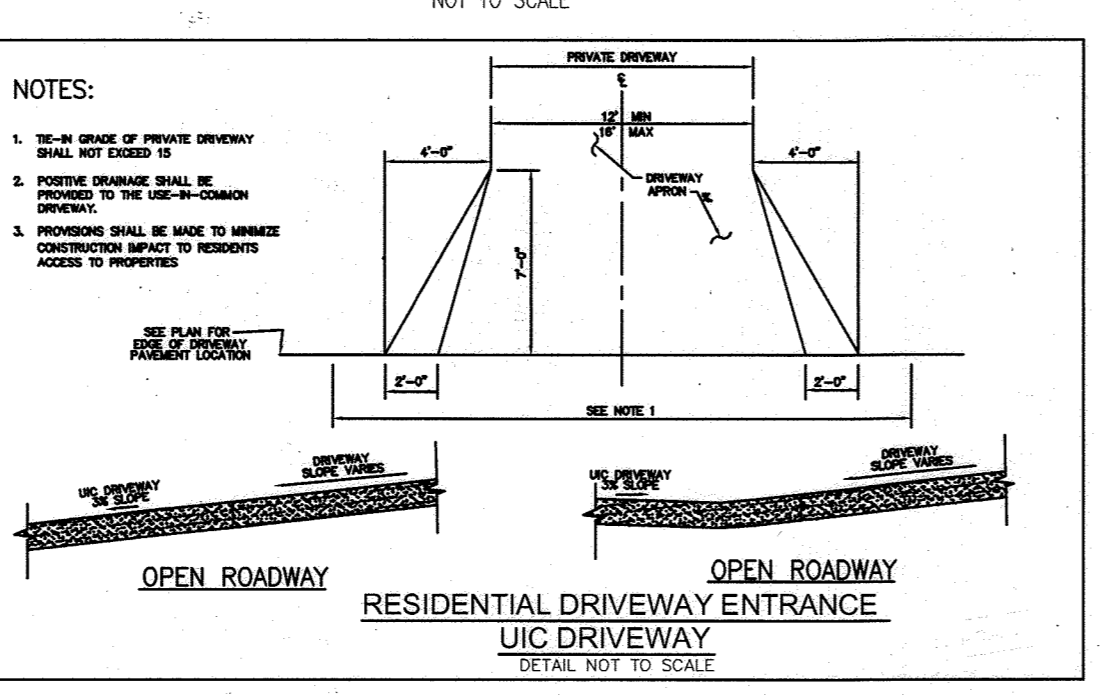 NOT TO SCALE
NOTES:
1. TIE-IN GRADE OF PRIVATE DRIVEWAY
SHALL NOT EXCEED 15
2. POSITIVE DRAINAGE SHALL BE
PROVIDED TO THE USE-IN-COMMON
DRIVEWAY.
3. PROVISIONS SHALL BE MADE TO MINIMIZE
CONSTRUCTION IMPACT TO RESIDENTS
ACCESS TO PROPERTIES
PRIVATE DRIVEWAY
℄
12' MIN
16' MAX
4'-0"
4'-0"
DRIVEWAY
APRON
7'-0"
SEE PLAN FOR
EDGE OF DRIVEWAY
PAVEMENT LOCATION
2'-0"
2'-0"
SEE NOTE 1
UIC DRIVEWAY
3% SLOPE
DRIVEWAY
SLOPE VARIES
OPEN ROADWAY
UIC DRIVEWAY
3% SLOPE
DRIVEWAY
SLOPE VARIES
OPEN ROADWAY
RESIDENTIAL DRIVEWAY ENTRANCE
UIC DRIVEWAY
DETAIL NOT TO SCALE